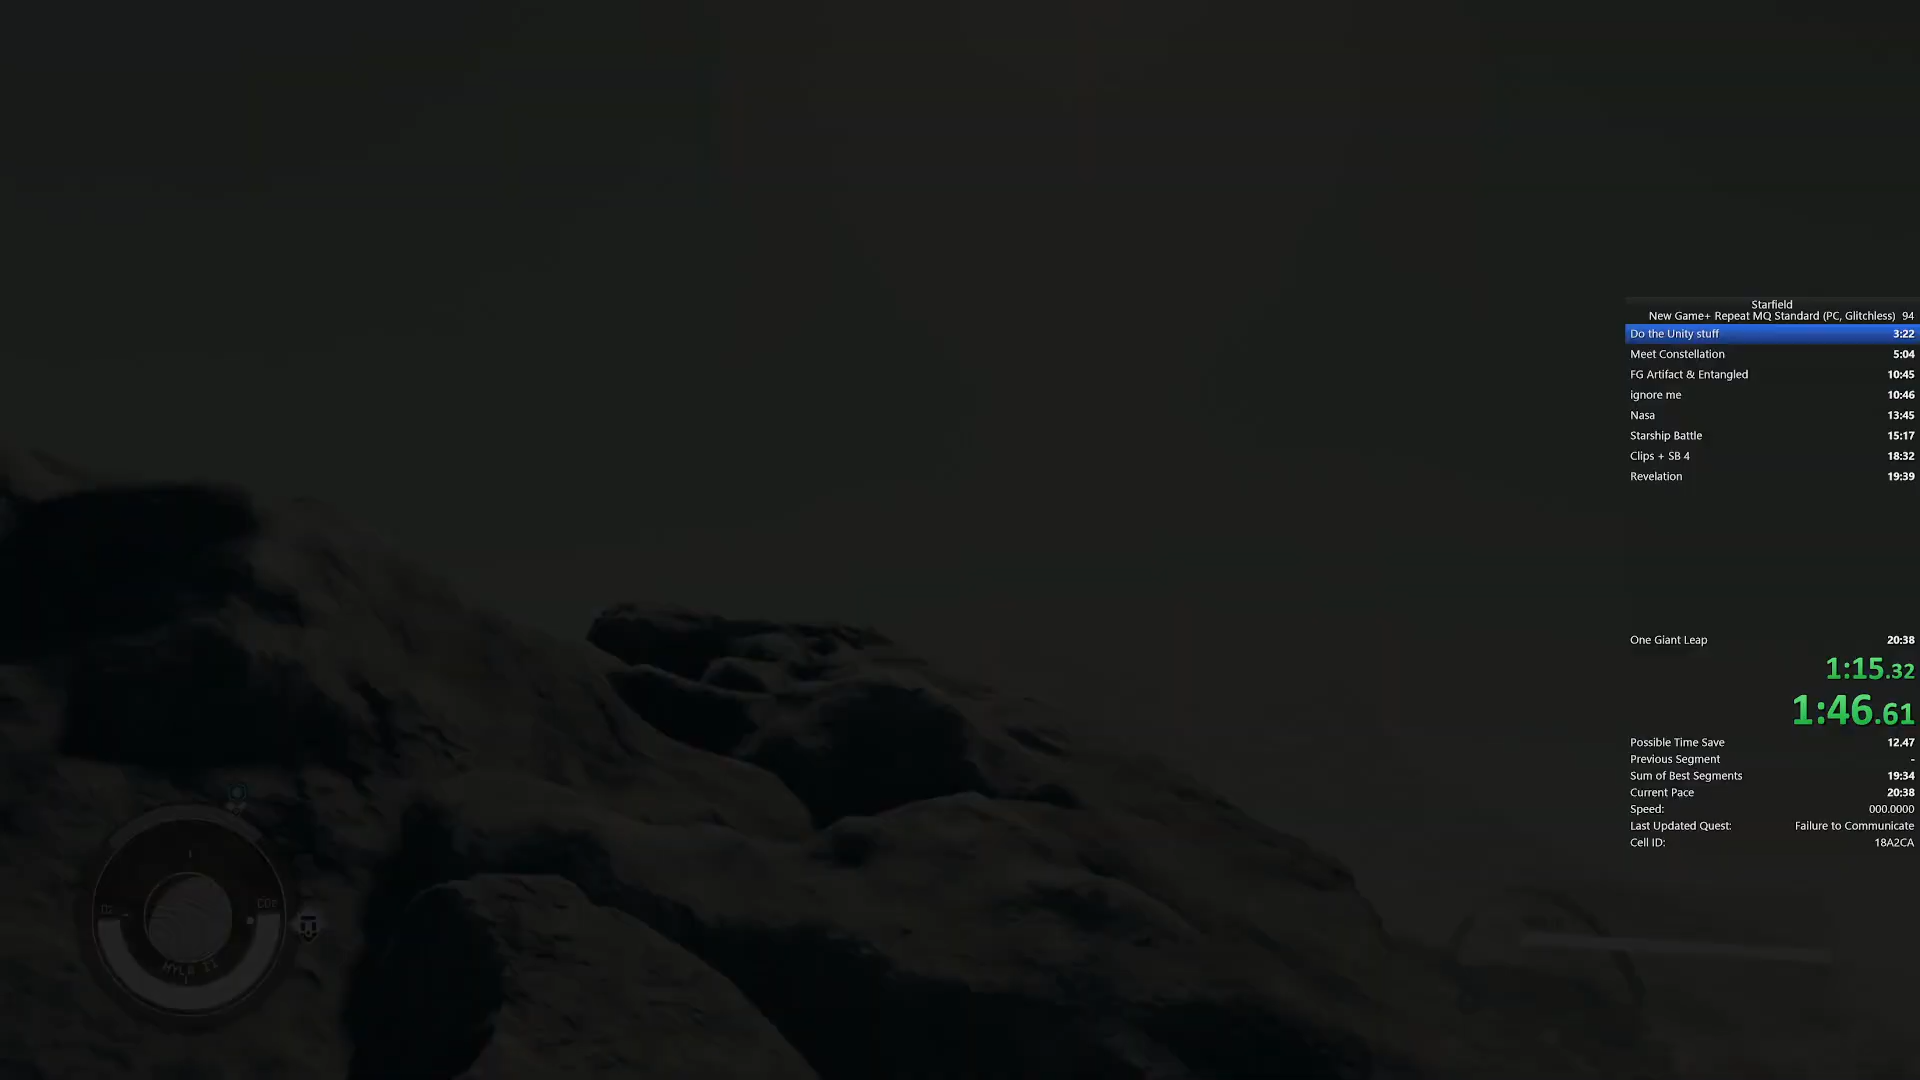 Starfield
New Game+ Repeat MQ Standard (PC, Glitchless) 94
Do the Unity stuff 3:22
Meet Constellation 5:04
FG Artifact & Entangled 10:45
ignore me 10:46
Nasa 13:45
Starship Battle 15:17
Clips + SB 4 18:32
Revelation 19:39
One Giant Leap 20:38
1:15.32
1:46.61
Possible Time Save 12.47
Previous Segment -
Sum of Best Segments 19:34
Current Pace 20:38
Speed: 000.0000
Last Updated Quest: Failure to Communicate
Cell ID: 18A2CA
O₂ CO₂
HYLA II